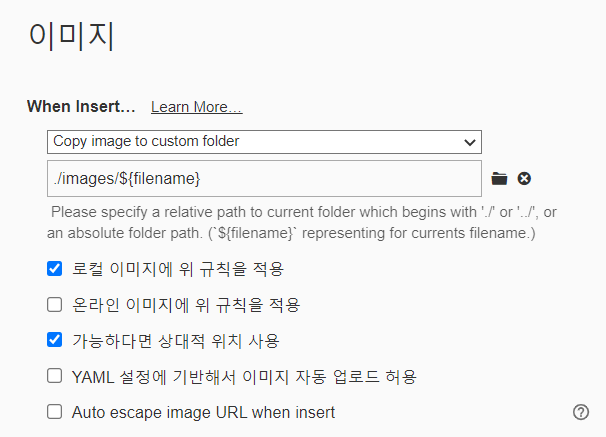 이미지
When Insert... Learn More...
Copy image to custom folder
./images/${filename}
Please specify a relative path to current folder which begins with './' or '../', or
an absolute folder path. (`${filename}` representing for currents filename.)
로컬 이미지에 위 규칙을 적용
온라인 이미지에 위 규칙을 적용
가능하다면 상대적 위치 사용
YAML 설정에 기반해서 이미지 자동 업로드 허용
Auto escape image URL when insert